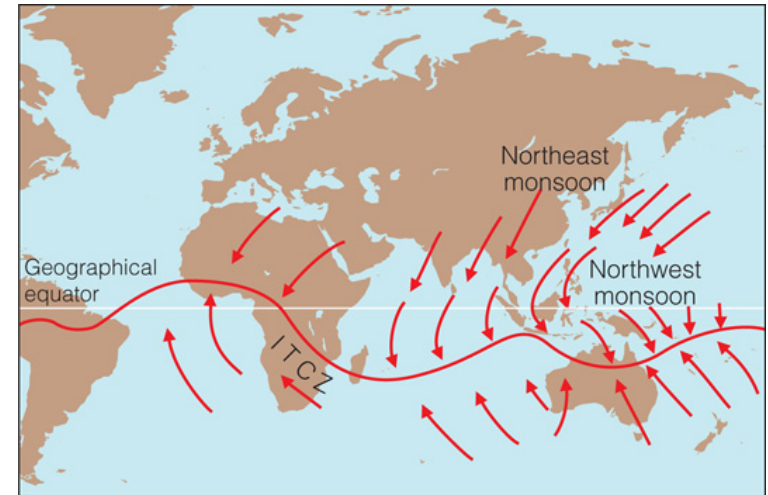 Northeast
monsoon
Geographical
equator
Northwest
monsoon
ITCZ